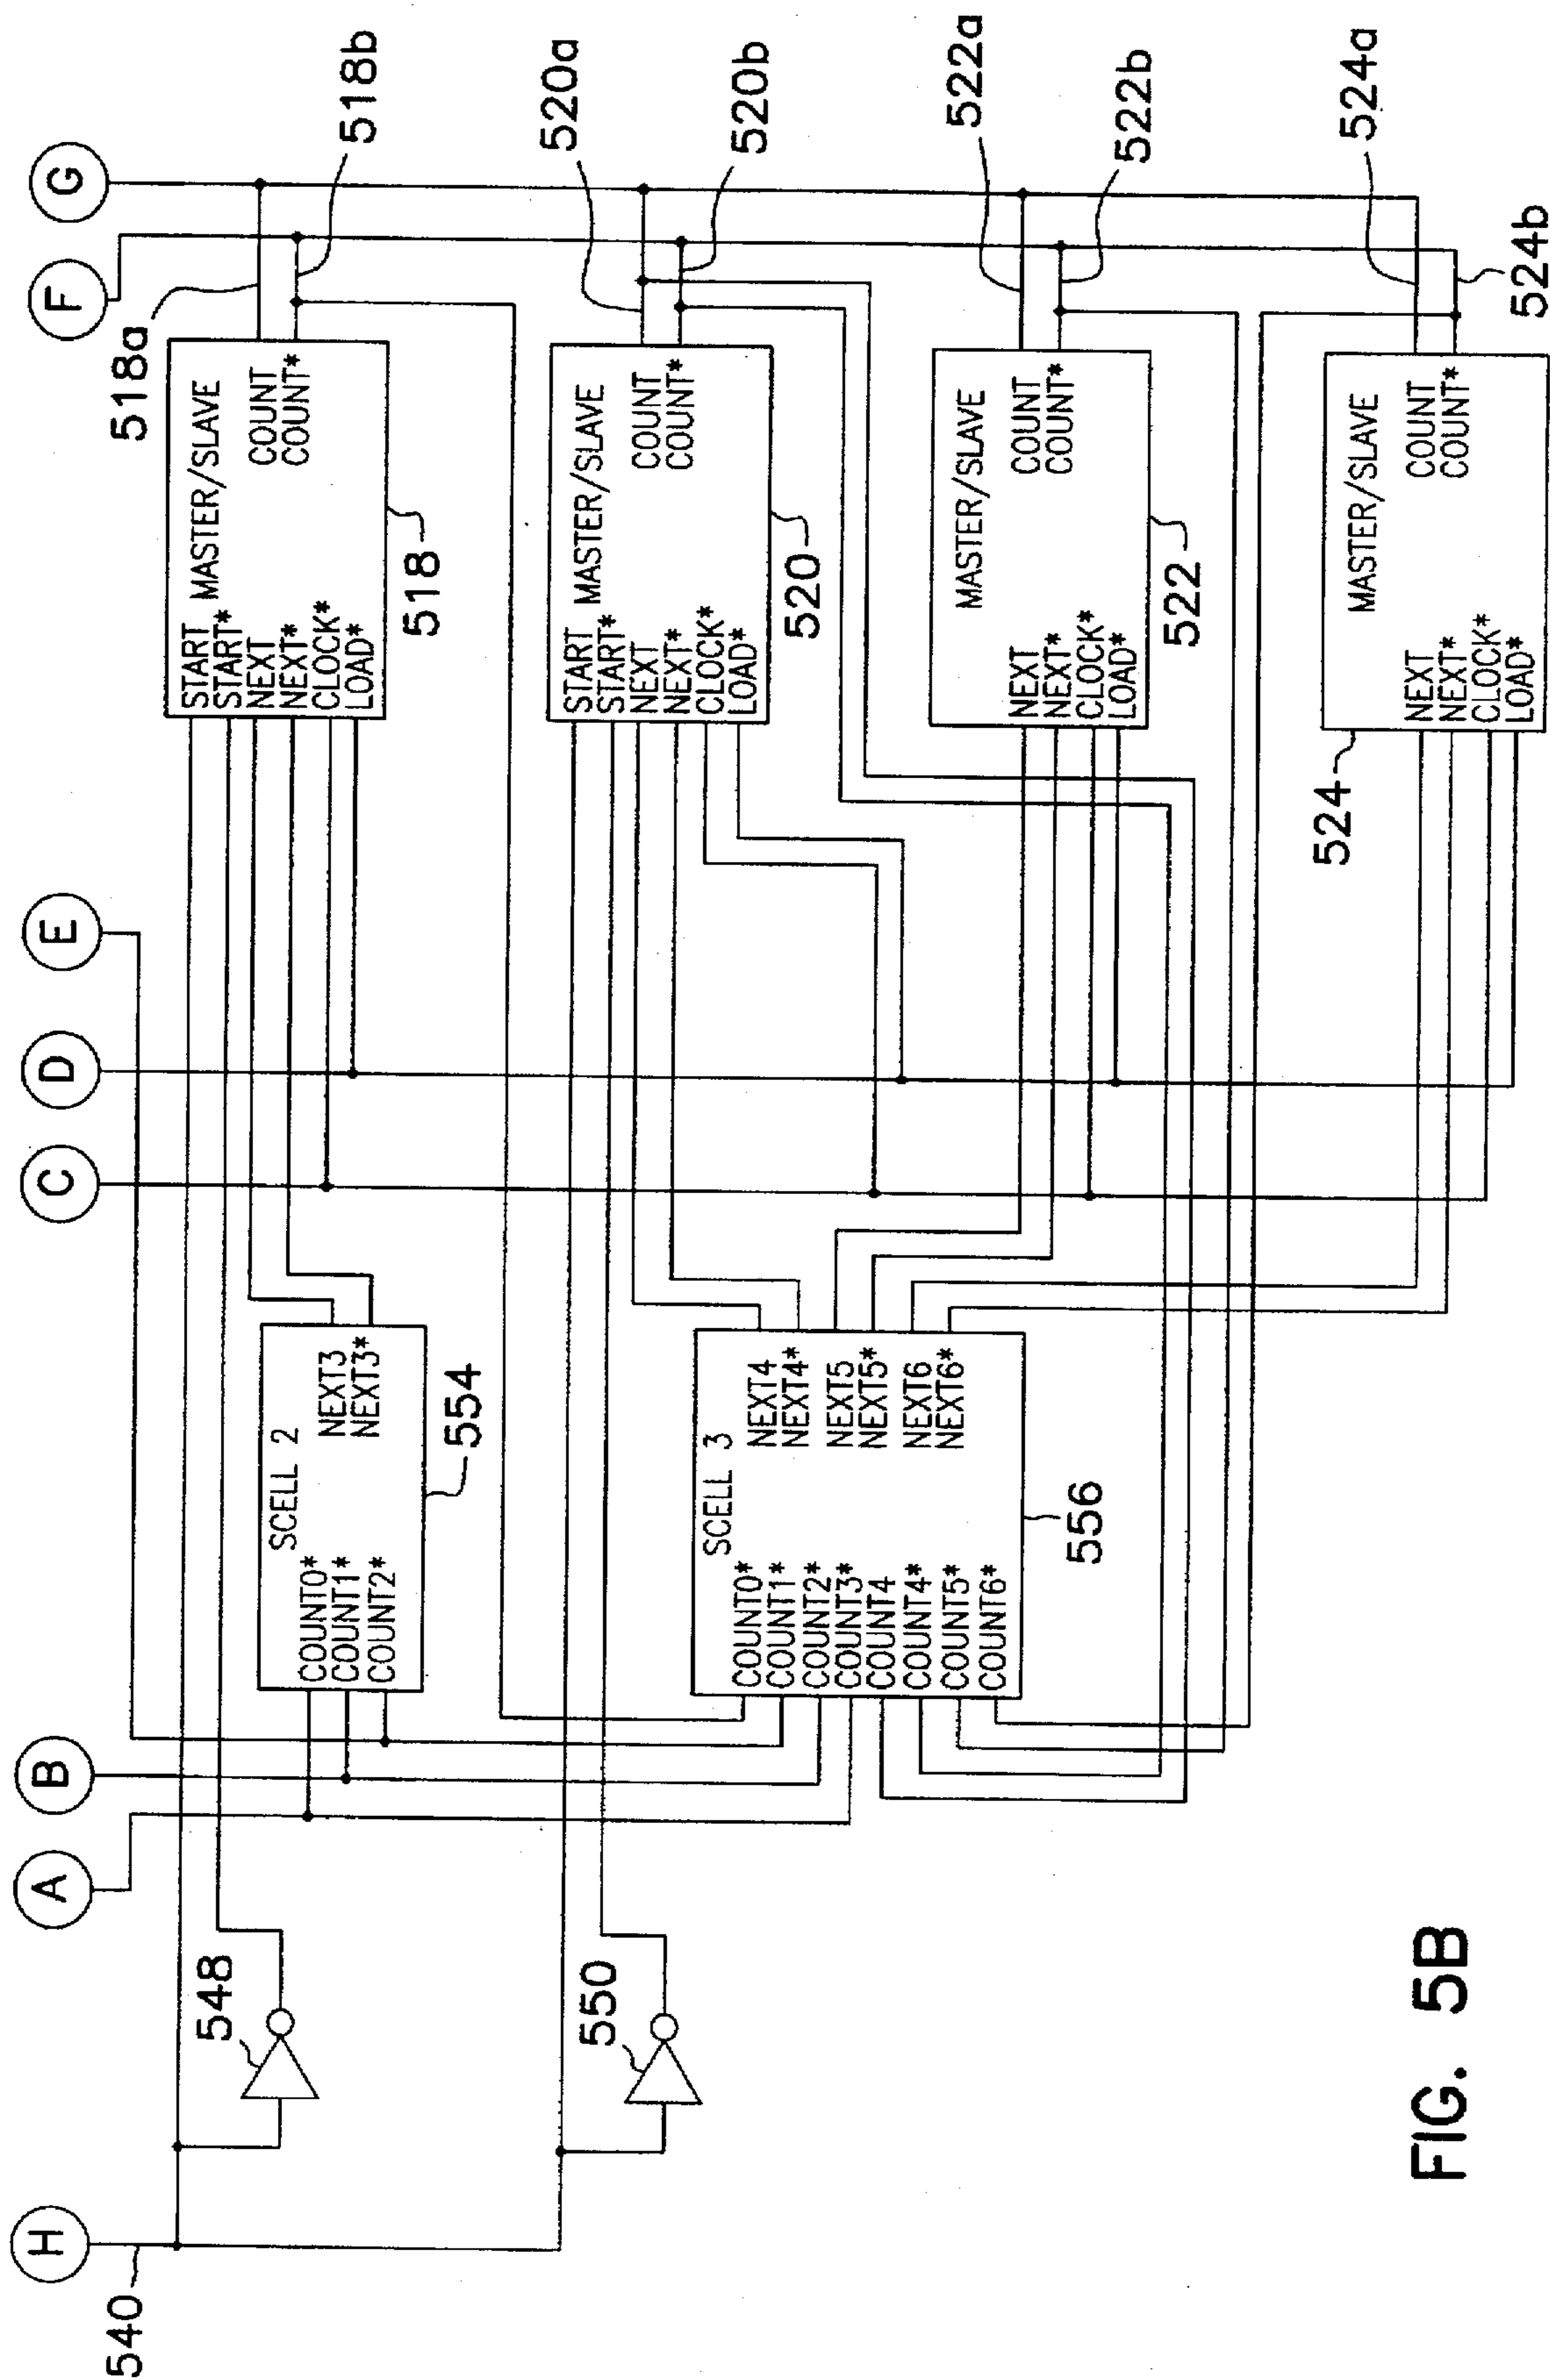 H
540
A
B
C
D
E
F
G
548
550
SCELL 2
COUNT0*
COUNT1*
COUNT2*
NEXT3
NEXT3*
554
SCELL 3
COUNT0*
COUNT1*
COUNT2*
COUNT3*
COUNT4
COUNT4*
COUNT5*
COUNT6*
NEXT4
NEXT4*
NEXT5
NEXT5*
NEXT6
NEXT6*
556
START
START*
NEXT
NEXT*
CLOCK*
LOAD*
MASTER/SLAVE
COUNT
COUNT*
518
518a
518b
START
START*
NEXT
NEXT*
CLOCK*
LOAD*
MASTER/SLAVE
COUNT
COUNT*
520
520a
520b
MASTER/SLAVE
NEXT
NEXT*
CLOCK*
LOAD*
COUNT
COUNT*
522
522a
522b
MASTER/SLAVE
NEXT
NEXT*
CLOCK*
LOAD*
COUNT
COUNT*
524
524a
524b
FIG. 5B